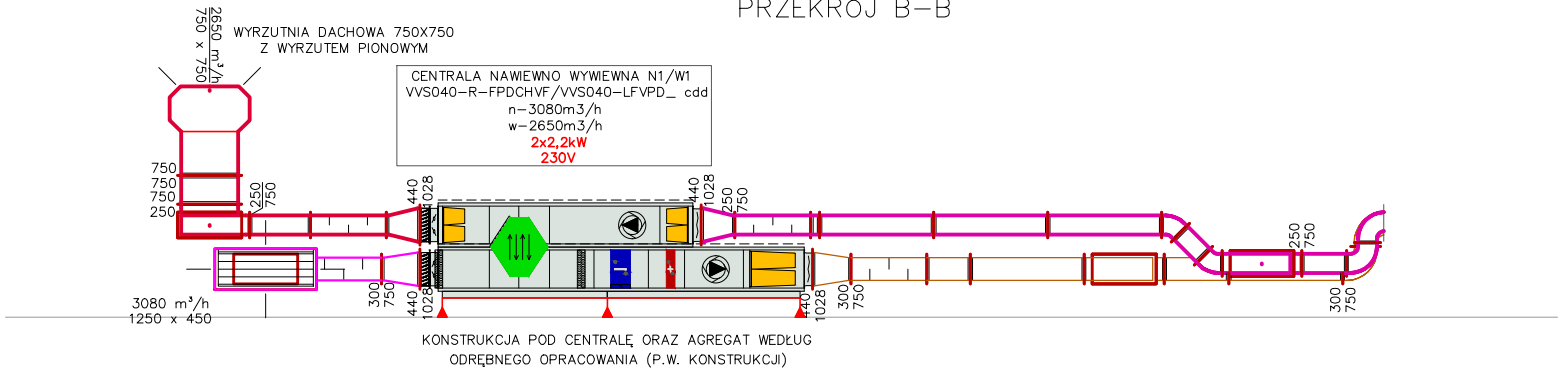 PRZEKRÓJ B-B
2650 m³/h
750 x 750
WYRZUTNIA DACHOWA 750X750
Z WYRZUTEM PIONOWYM
CENTRALA NAWIEWNO WYWIEWNA N1/W1
VVS040-R-FPDCHVF/VVS040-LFVPD_ cdd
n-3080m3/h
w-2650m3/h
2x2,2kW
230V
750
750
750
250
250
750
440
1028
440
1028
250
750
250
750
300
750
440
1028
440
1028
300
750
300
750
3080 m³/h
1250 x 450
KONSTRUKCJA POD CENTRALĘ ORAZ AGREGAT WEDŁUG
ODRĘBNEGO OPRACOWANIA (P.W. KONSTRUKCJI)